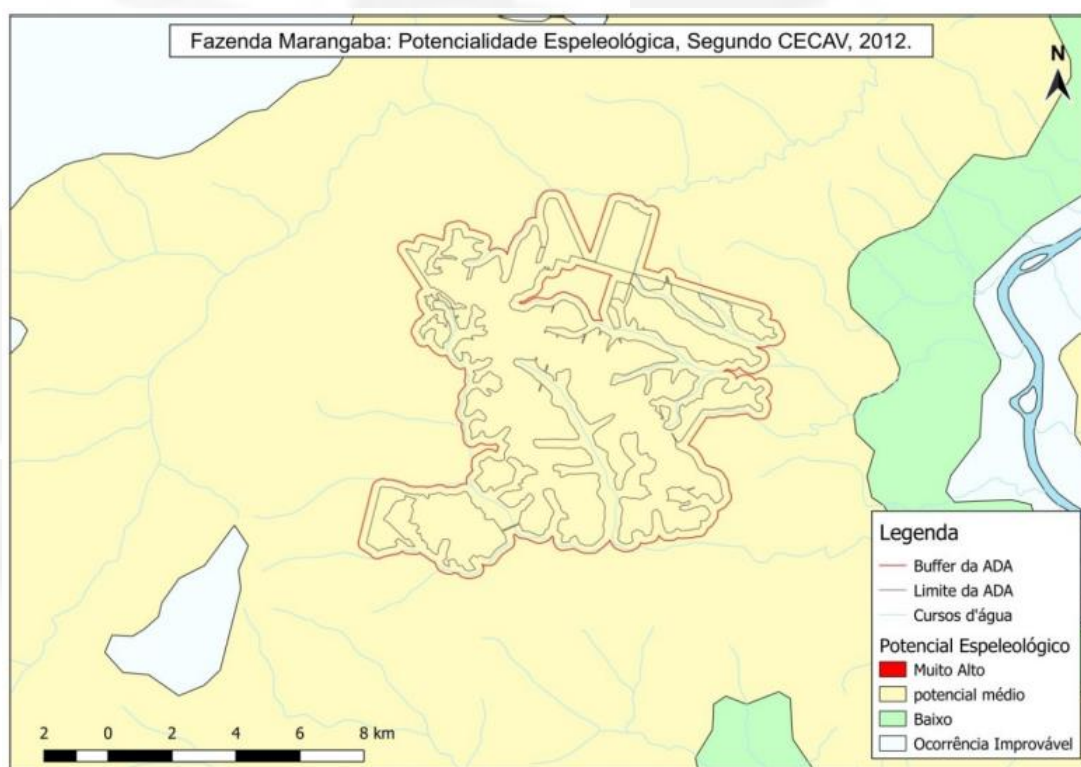 Fazenda Marangaba: Potencialidade Espeleológica, Segundo CECAV, 2012.
N
Legenda
Buffer da ADA
Limite da ADA
Cursos d'água
Potencial Espeleológico
Muito Alto
potencial médio
Baixo
Ocorrência Improvável
2 0 2 4 6 8 km